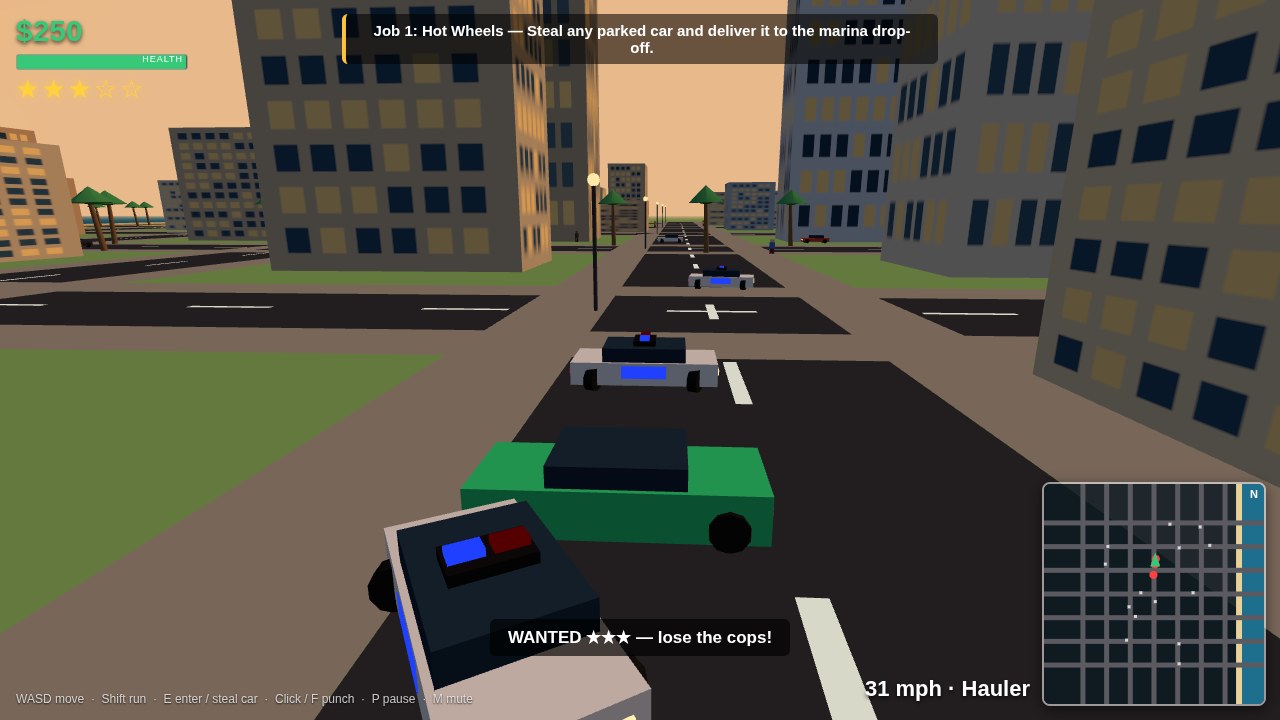 $250
HEALTH
★★★☆☆
Job 1: Hot Wheels — Steal any parked car and deliver it to the marina drop-
off.
N
WANTED ★★★ — lose the cops!
31 mph · Hauler
WASD move · Shift run · E enter / steal car · Click / F punch · P pause · M mute